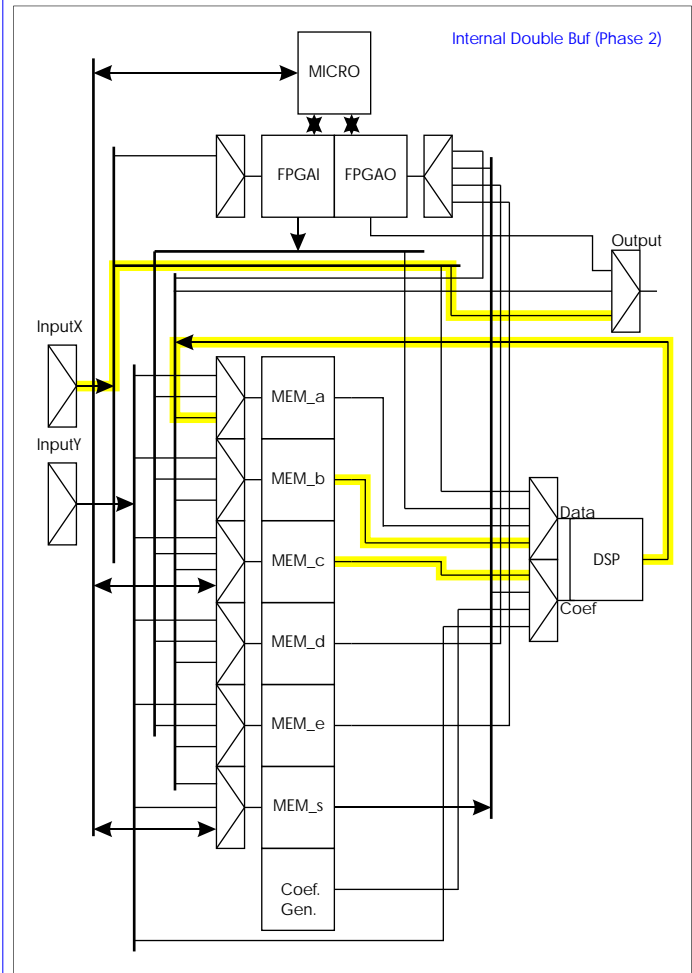 Internal Double Buf (Phase 2)
MICRO
FPGAI
FPGAO
Output
InputX
MEM_a
InputY
MEM_b
Data
MEM_c
DSP
Coef
MEM_d
MEM_e
MEM_s
Coef.
Gen.